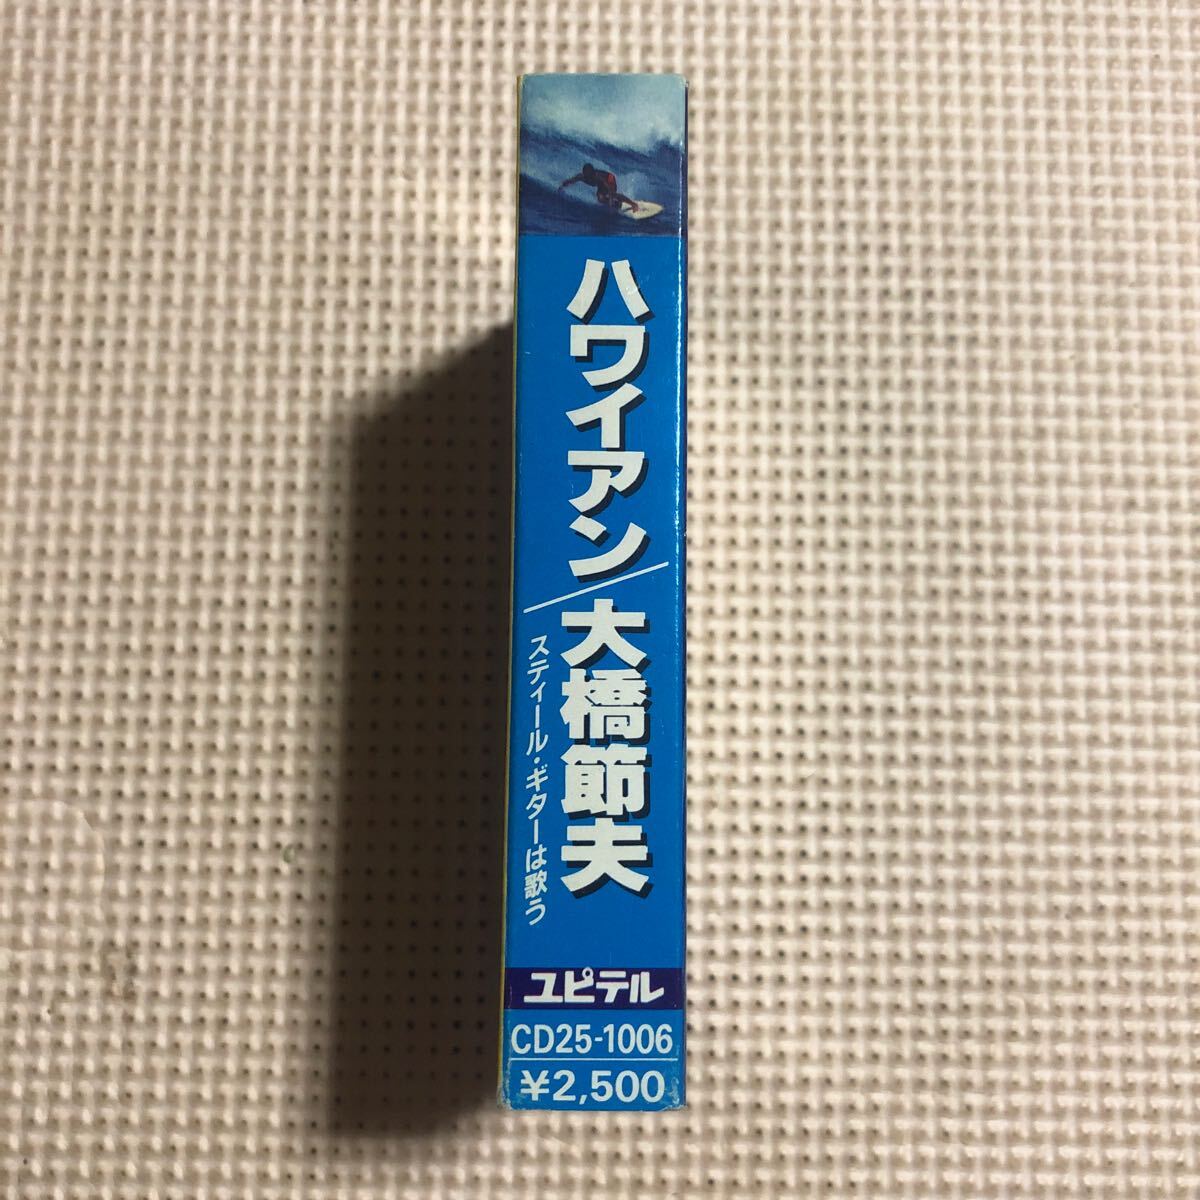 ハワイアン/大橋節夫
スティール・ギターは歌う
ユピテル
CD25-1006
¥2,500